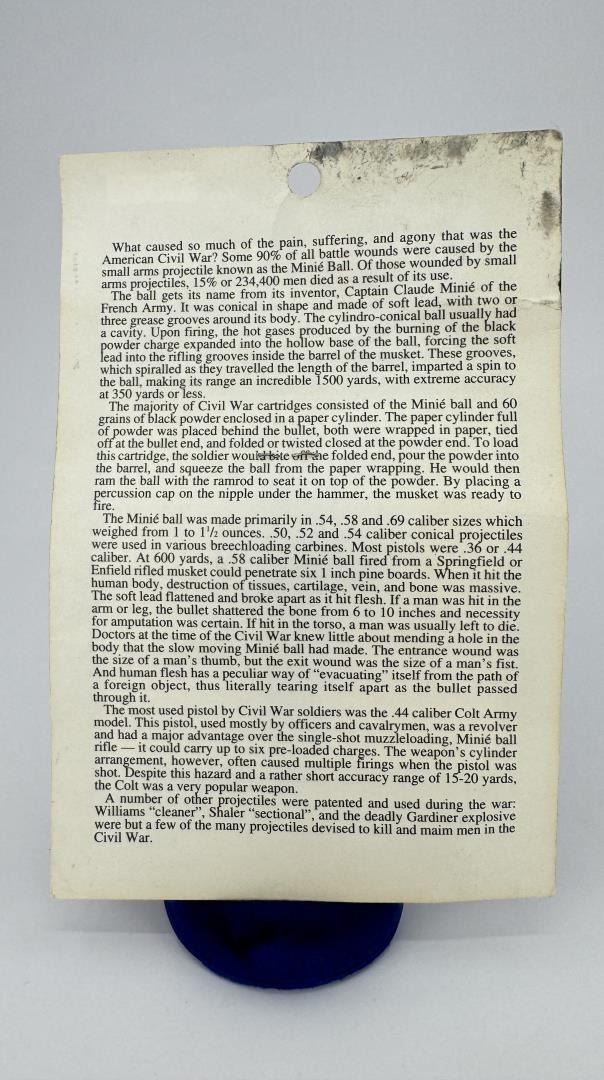 What caused so much of the pain, suffering, and agony that was the
American Civil War? Some 90% of all battle wounds were caused by the
small arms projectile known as the Minié Ball. Of those wounded by small
arms projectiles, 15% or 234,400 men died as a result of its use.
The ball gets its name from its inventor, Captain Claude Minié of the
French Army. It was conical in shape and made of soft lead, with two or
three grease grooves around its body. The cylindro-conical ball usually had
a cavity. Upon firing, the hot gases produced by the burning of the black
powder charge expanded into the hollow base of the ball, forcing the soft
lead into the rifling grooves inside the barrel of the musket. These grooves,
which spiralled as they travelled the length of the barrel, imparted a spin to
the ball, making its range an incredible 1500 yards, with extreme accuracy
at 350 yards or less.
The majority of Civil War cartridges consisted of the Minié ball and 60
grains of black powder enclosed in a paper cylinder. The paper cylinder full
of powder was placed behind the bullet, both were wrapped in paper, tied
off at the bullet end, and folded or twisted closed at the powder end. To load
this cartridge, the soldier would bite off the folded end, pour the powder into
the barrel, and squeeze the ball from the paper wrapping. He would then
ram the ball with the ramrod to seat it on top of the powder. By placing a
percussion cap on the nipple under the hammer, the musket was ready to
fire.
The Minié ball was made primarily in .54, .58 and .69 caliber sizes which
weighed from 1 to 1 1/2 ounces. .50, .52 and .54 caliber conical projectiles
were used in various breechloading carbines. Most pistols were .36 or .44
caliber. At 600 yards, a .58 caliber Minié ball fired from a Springfield or
Enfield rifled musket could penetrate six 1 inch pine boards. When it hit the
human body, destruction of tissues, cartilage, vein, and bone was massive.
The soft lead flattened and broke apart as it hit flesh. If a man was hit in the
arm or leg, the bullet shattered the bone from 6 to 10 inches and necessity
for amputation was certain. If hit in the torso, a man was usually left to die.
Doctors at the time of the Civil War knew little about mending a hole in the
body that the slow moving Minié ball had made. The entrance wound was
the size of a man's thumb, but the exit wound was the size of a man's fist.
And human flesh has a peculiar way of "evacuating" itself from the path of
a foreign object, thus literally tearing itself apart as the bullet passed
through it.
The most used pistol by Civil War soldiers was the .44 caliber Colt Army
model. This pistol, used mostly by officers and cavalrymen, was a revolver
and had a major advantage over the single-shot muzzleloading, Minié ball
rifle — it could carry up to six pre-loaded charges. The weapon's cylinder
arrangement, however, often caused multiple firings when the pistol was
shot. Despite this hazard and a rather short accuracy range of 15-20 yards,
the Colt was a very popular weapon.
A number of other projectiles were patented and used during the war:
Williams "cleaner", Shaler "sectional", and the deadly Gardiner explosive
were but a few of the many projectiles devised to kill and maim men in the
Civil War.